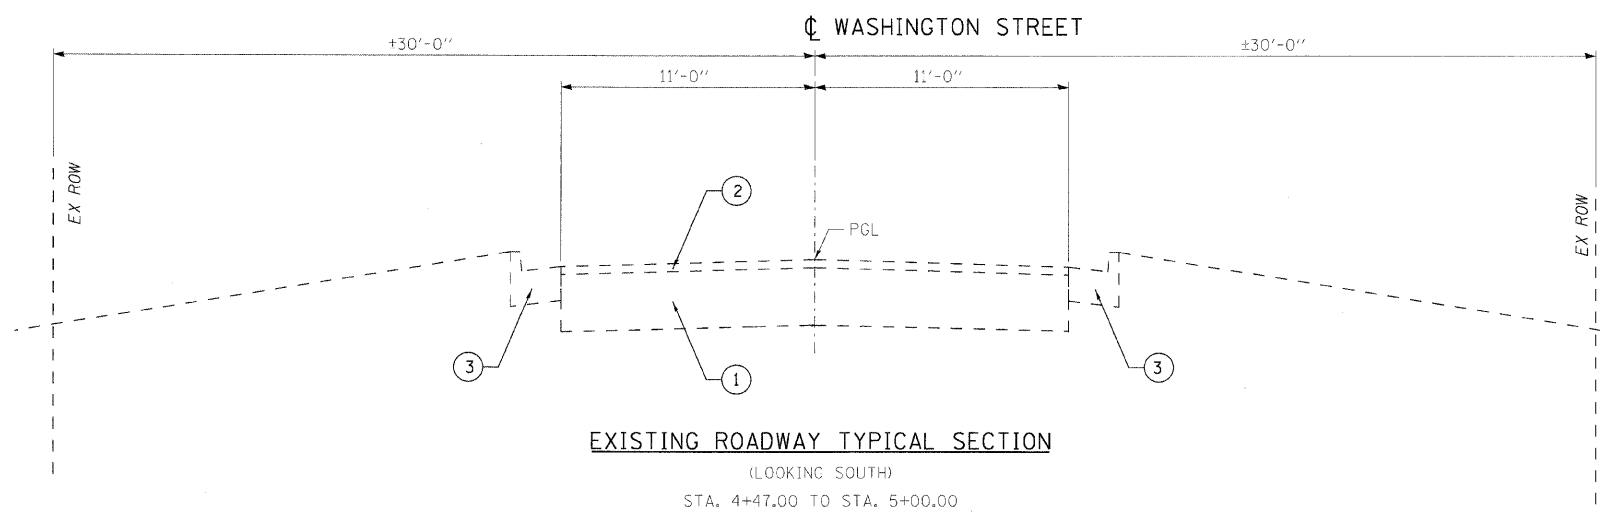 ℄ WASHINGTON STREET
+30'-0"
±30'-0"
11'-0"
11'-0"
EX ROW
EX ROW
2
PGL
3
1
3
EXISTING ROADWAY TYPICAL SECTION
(LOOKING SOUTH)
STA. 4+47.00 TO STA. 5+00.00